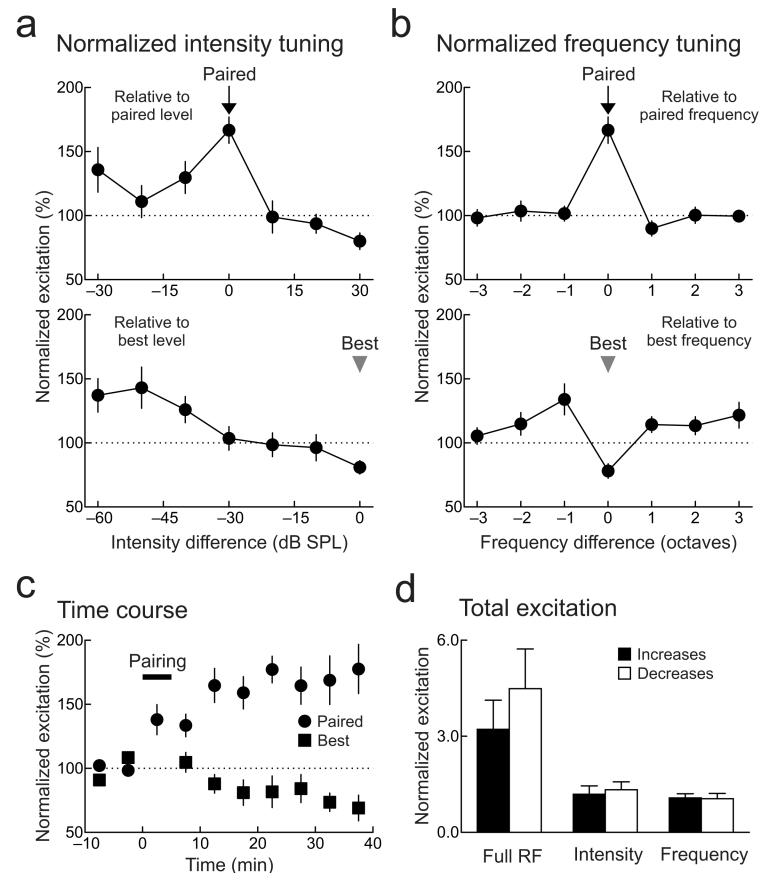 a
Normalized intensity tuning
Paired
Relative to
paired level
200
150
100
50
–30
–15
0
15
30
Relative to
best level
Best
200
150
100
50
–60
–45
–30
–15
0
Normalized excitation (%)
Intensity difference (dB SPL)
b
Normalized frequency tuning
Paired
Relative to
paired frequency
200
150
100
50
–3
–2
–1
0
1
2
3
Relative to
best frequency
Best
200
150
100
50
–3
–2
–1
0
1
2
3
Normalized excitation (%)
Frequency difference (octaves)
c
Time course
Pairing
Paired
Best
200
150
100
50
–10
0
10
20
30
40
Normalized excitation (%)
Time (min)
d
Total excitation
Increases
Decreases
6.0
3.0
0.0
Normalized excitation
Full RF
Intensity
Frequency